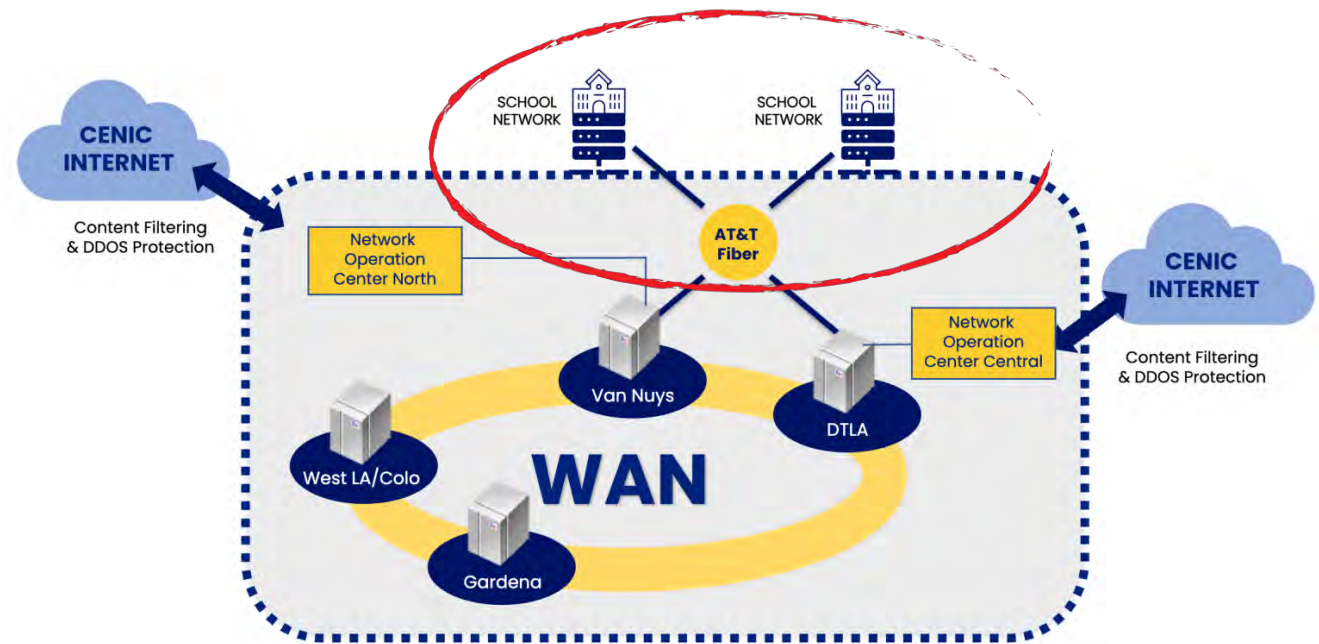 SCHOOL
NETWORK
SCHOOL
NETWORK
CENIC
INTERNET
Content Filtering
& DDOS Protection
Network
Operation
Center North
AT&T
Fiber
CENIC
INTERNET
Content Filtering
& DDOS Protection
Network
Operation
Center Central
Van Nuys
DTLA
West LA/Colo
WAN
Gardena